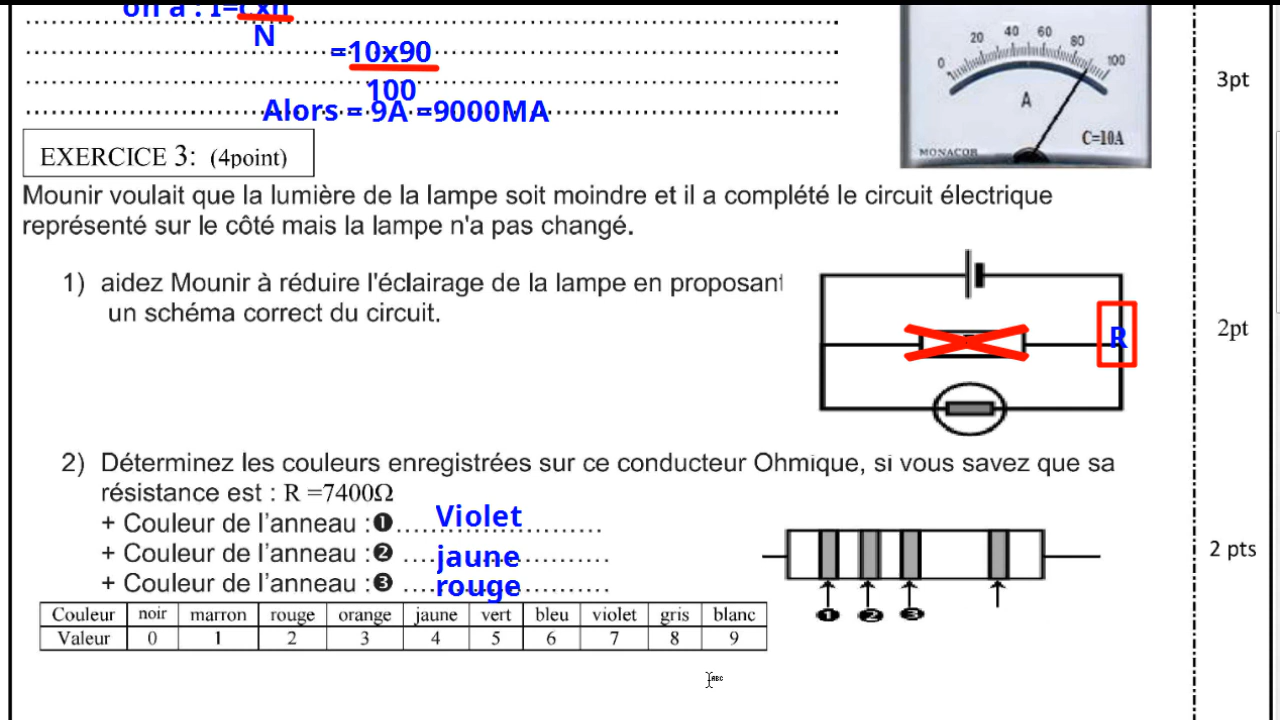 on a : I=Cxn
N
=10x90
100
Alors = 9A =9000MA
0 20 40 60 80 100
A
C=10A
MONACOR
3pt
EXERCICE 3: (4point)
Mounir voulait que la lumière de la lampe soit moindre et il a complété le circuit électrique
représenté sur le côté mais la lampe n'a pas changé.
1) aidez Mounir à réduire l'éclairage de la lampe en proposant
un schéma correct du circuit.
R
2pt
2) Déterminez les couleurs enregistrées sur ce conducteur Ohmique, si vous savez que sa
résistance est : R =7400Ω
+ Couleur de l'anneau :❶.... Violet
+ Couleur de l'anneau :❷ ....jaune
+ Couleur de l'anneau :❸ ....rouge
❶ ❷ ❸
2 pts
Couleur noir marron rouge orange jaune vert bleu violet gris blanc
Valeur 0 1 2 3 4 5 6 7 8 9
ABC